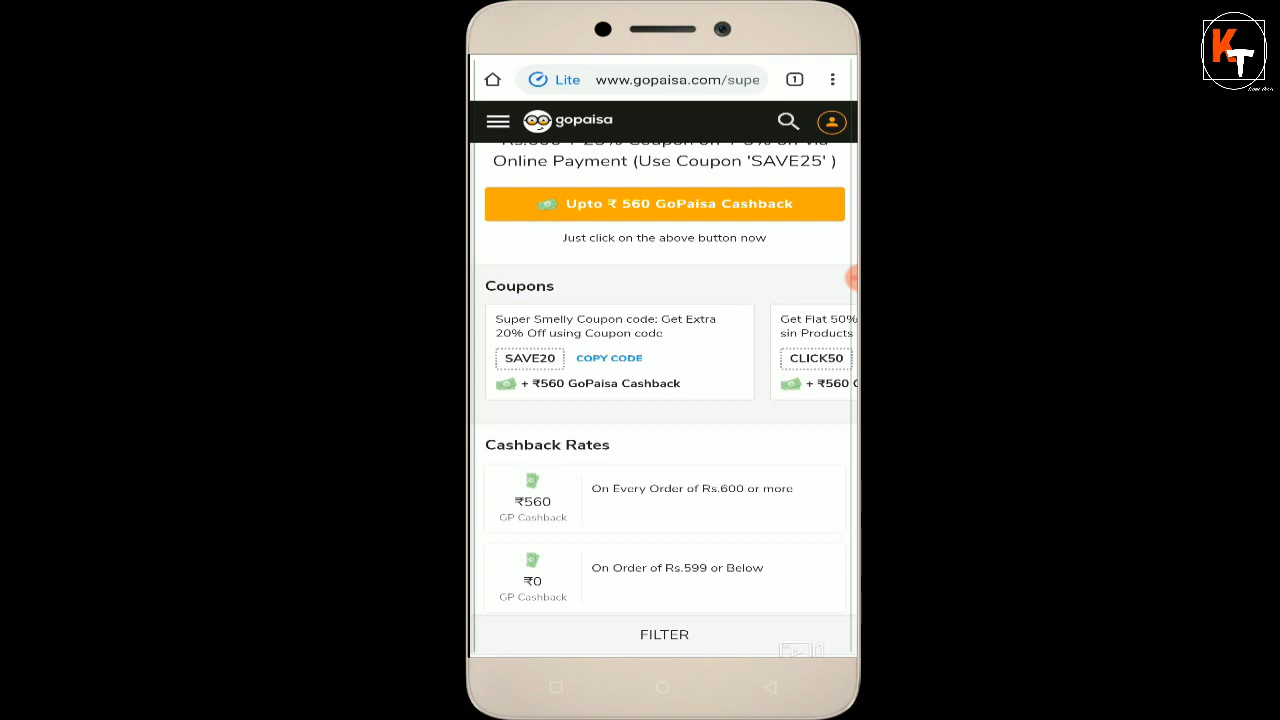 KT
Lite www.gopaisa.com/supe 1
gopaisa
Online Payment (Use Coupon 'SAVE25' )
Upto ₹ 560 GoPaisa Cashback
Just click on the above button now
Coupons
Super Smelly Coupon code: Get Extra
20% Off using Coupon code
SAVE20 COPY CODE
+ ₹560 GoPaisa Cashback
Get Flat 50%
sin Products
CLICK50
+ ₹560
Cashback Rates
₹560
GP Cashback
On Every Order of Rs.600 or more
₹0
GP Cashback
On Order of Rs.599 or Below
FILTER